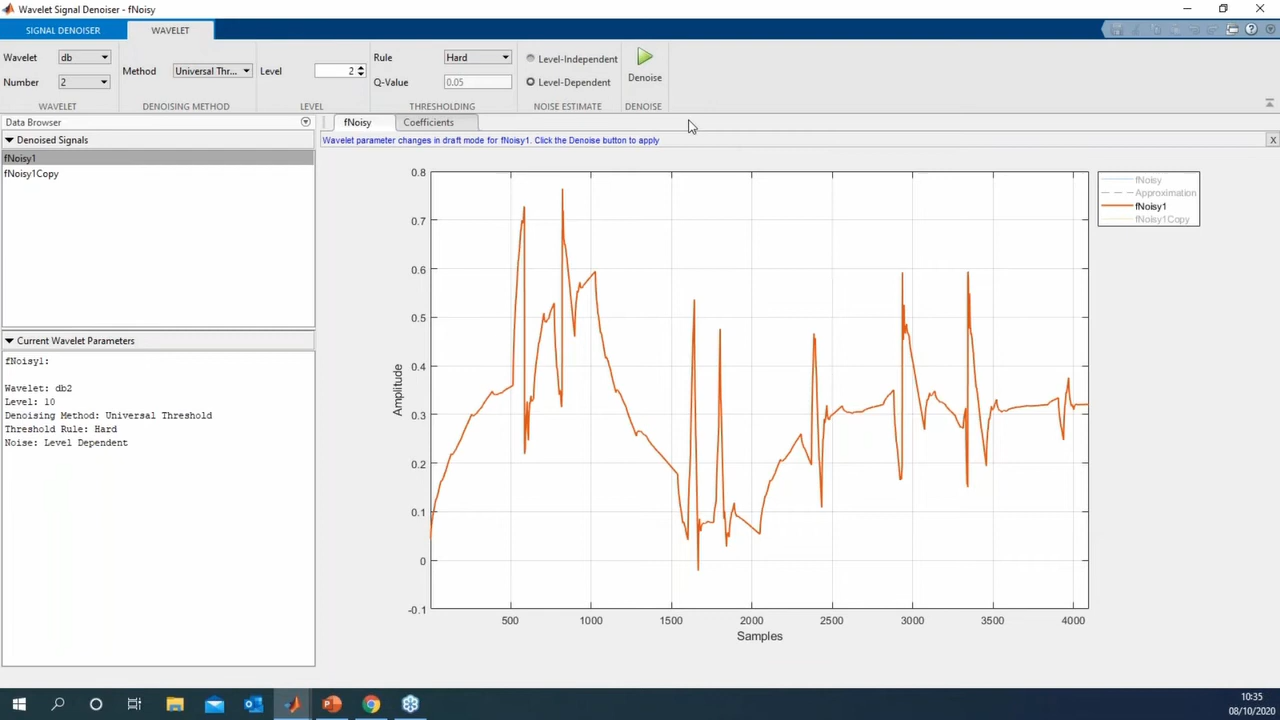 Wavelet Signal Denoiser - fNoisy
SIGNAL DENOISER
WAVELET
Wavelet
db
Number
2
WAVELET
Method
Universal Thr...
DENOISING METHOD
Level
2
LEVEL
Rule
Hard
Q-Value
0.05
THRESHOLDING
Level-Independent
Level-Dependent
NOISE ESTIMATE
Denoise
DENOISE
Data Browser
Denoised Signals
fNoisy1
fNoisy1Copy
Current Wavelet Parameters
fNoisy1:
Wavelet: db2
Level: 10
Denoising Method: Universal Threshold
Threshold Rule: Hard
Noise: Level Dependent
fNoisy
Coefficients
Wavelet parameter changes in draft mode for fNoisy1. Click the Denoise button to apply
X
0.8
0.7
0.6
0.5
0.4
0.3
0.2
0.1
0
-0.1
Amplitude
500
1000
1500
2000
2500
3000
3500
4000
Samples
fNoisy
Approximation
fNoisy1
fNoisy1Copy
10:35
08/10/2020